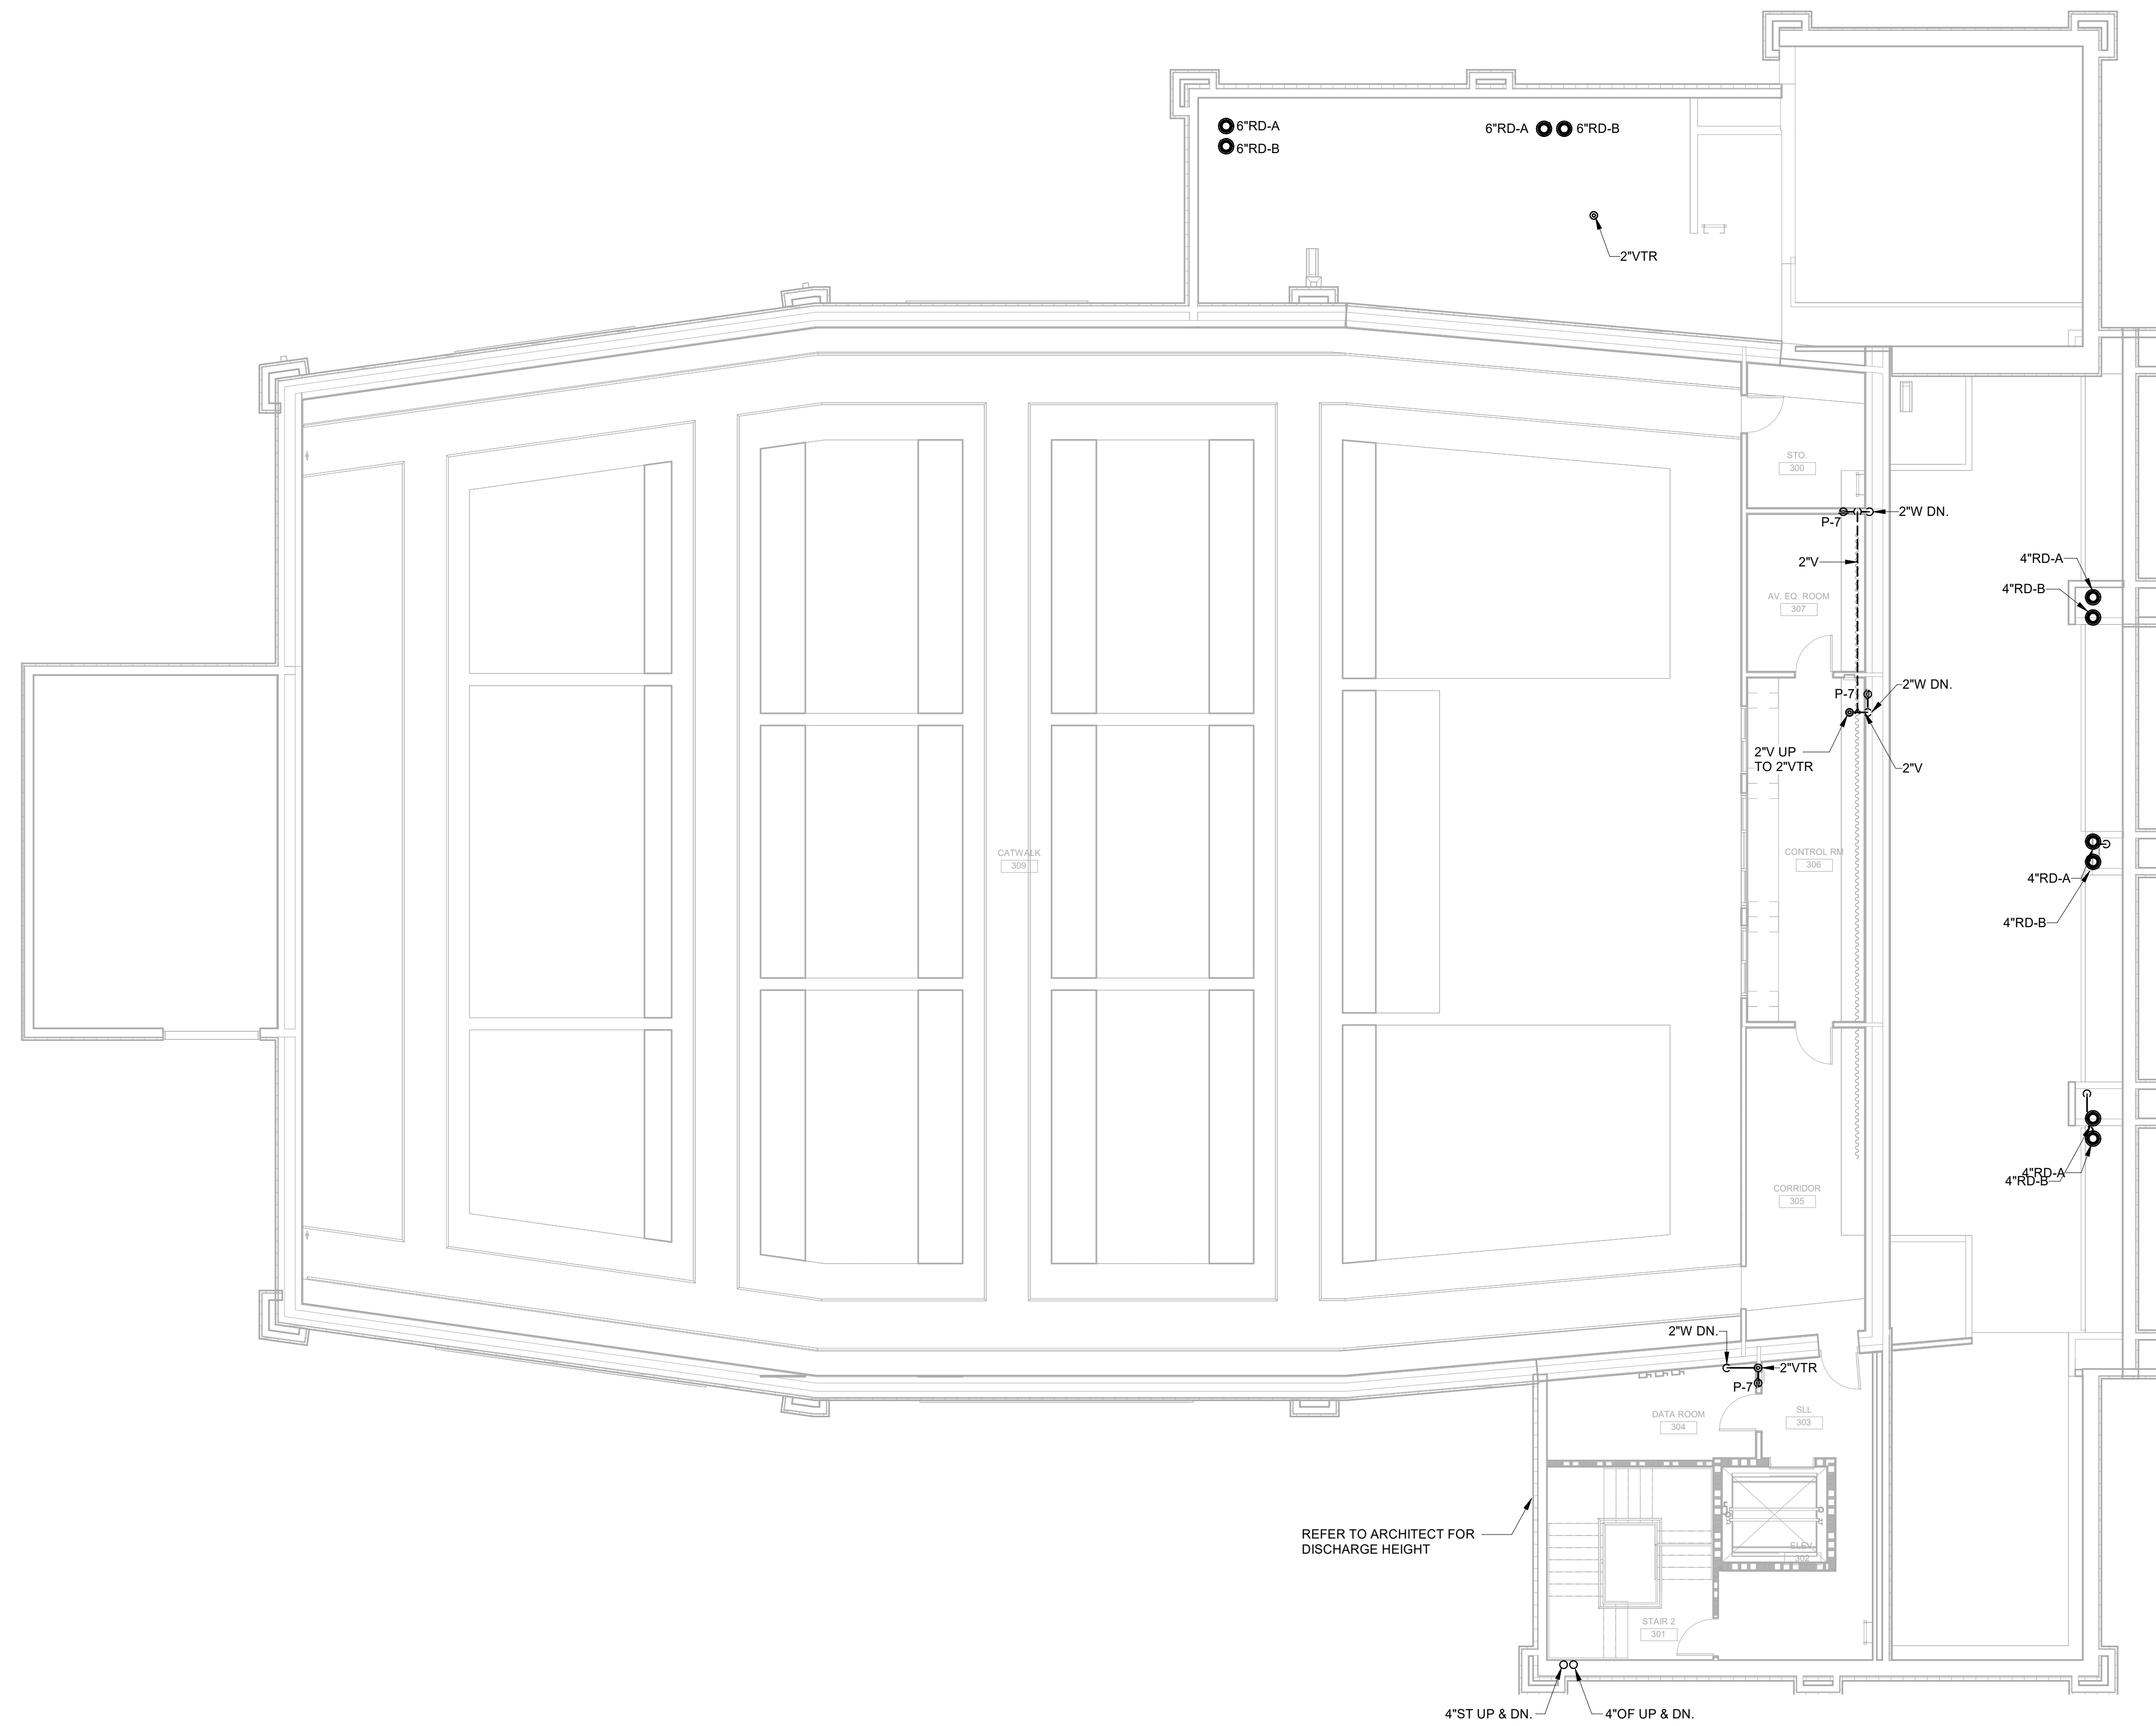 6"RD-A
6"RD-B
6"RD-A
6"RD-B
2"VTR
STO.
300
P-7
2"W DN.
2"V
4"RD-A
4"RD-B
AV. EQ. ROOM
307
P-7
2"W DN.
2"V UP
TO 2"VTR
2"V
CATWALK
309
CONTROL RM
306
4"RD-A
4"RD-B
4"RD-A
4"RD-B
CORRIDOR
305
2"W DN.
2"VTR
P-7
DATA ROOM
304
SLL
303
REFER TO ARCHITECT FOR
DISCHARGE HEIGHT
ELEV.
302
STAIR 2
301
4"ST UP & DN.
4"OF UP & DN.